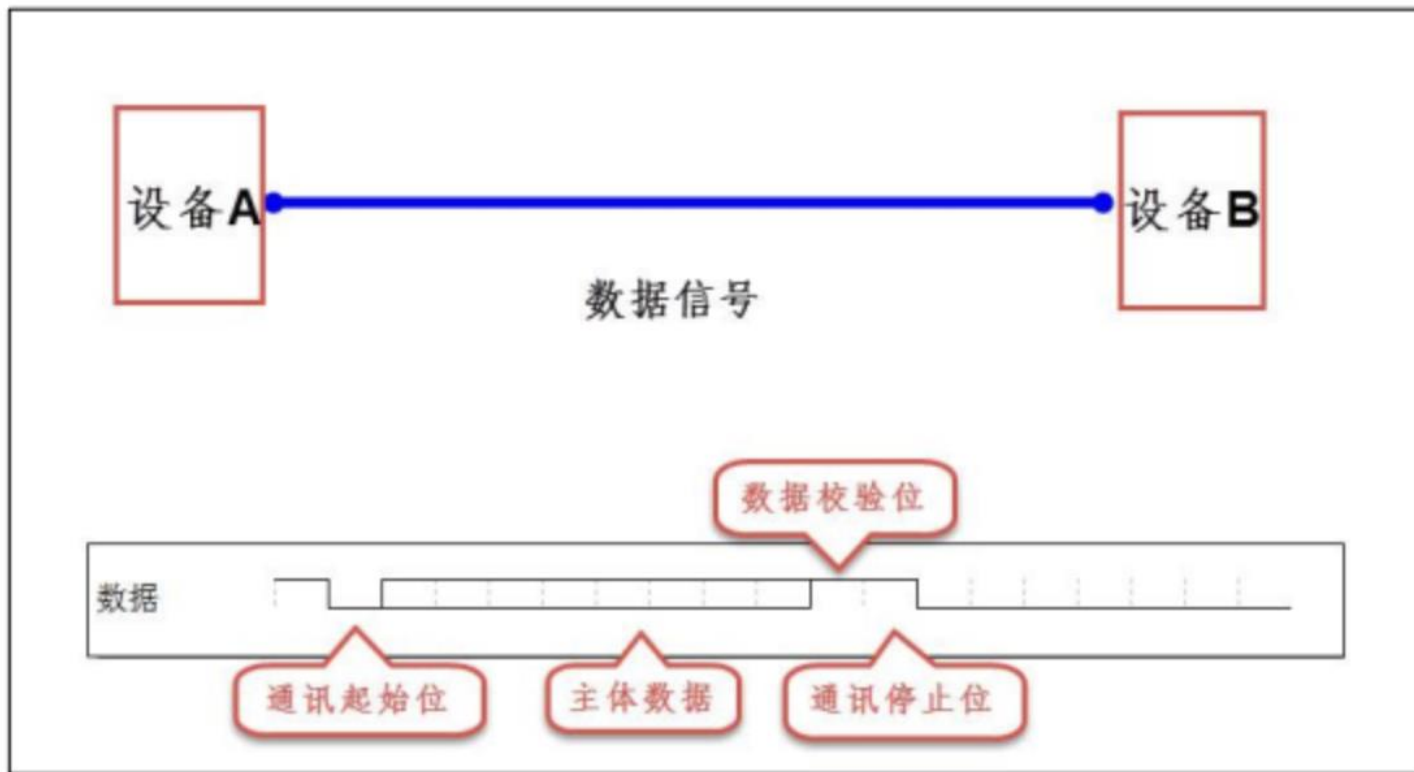 设备A
设备B
数据信号
数据校验位
数据
通讯起始位
主体数据
通讯停止位